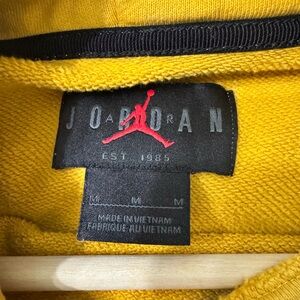 JORDAN
AIR
EST. 1985
M M M
MADE IN VIETNAM
FABRIQUE AU VIETNAM